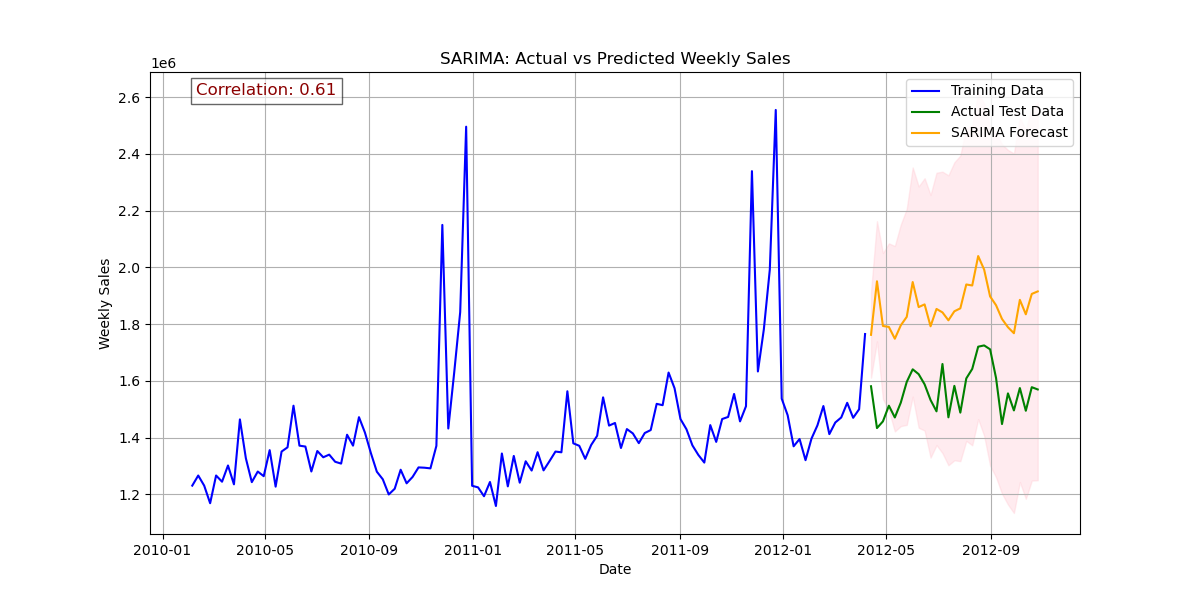 SARIMA: Actual vs Predicted Weekly Sales
1e6
Correlation: 0.61
Training Data
Actual Test Data
SARIMA Forecast
2.6
2.4
2.2
2.0
1.8
1.6
1.4
1.2
Weekly Sales
2010-01 2010-05 2010-09 2011-01 2011-05 2011-09 2012-01 2012-05 2012-09
Date